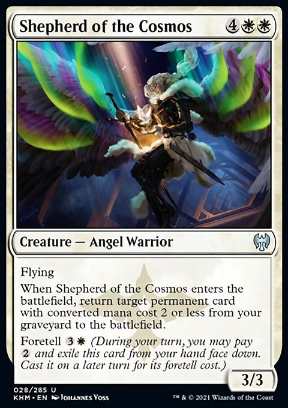 Shepherd of the Cosmos 4
Creature — Angel Warrior
Flying
When Shepherd of the Cosmos enters the
battlefield, return target permanent card
with converted mana cost 2 or less from your
graveyard to the battlefield.
Foretell 3 (During your turn, you may pay
2 and exile this card from your hand face down.
Cast it on a later turn for its foretell cost.)
3/3
028/285 U
KHM • EN Johannes Voss
™ & © 2021 Wizards of the Coast